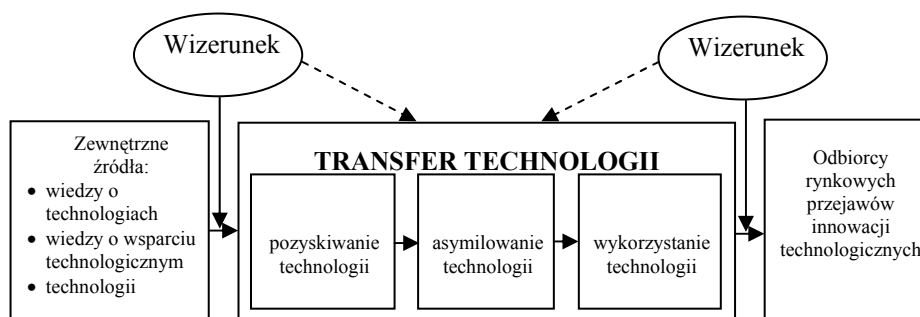 Wizerunek
Wizerunek
Zewnętrzne
źródła:
• wiedzy o
technologiach
• wiedzy o wsparciu
technologicznym
• technologii
TRANSFER TECHNOLOGII
pozyskiwanie
technologii
asymilowanie
technologii
wykorzystanie
technologii
Odbiorcy
rynkowych
przejawów
innowacji
technologicznych